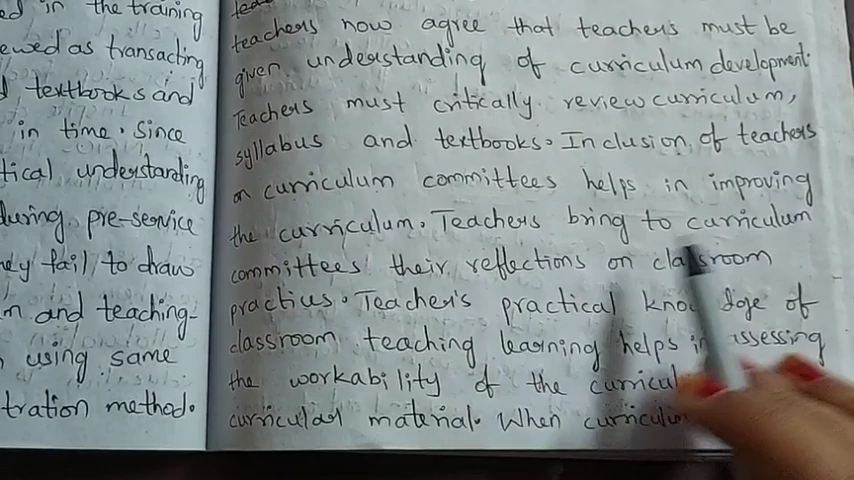 ed in the training
ewed as transacting
d textbooks and
in time. Since
tical understanding
during pre-service
hey fail to draw
n and teaching-
using same
tration method.
teachers now agree that teachers must be
given understanding of curriculum development.
Teachers must critically review curriculum,
syllabus and textbooks. Inclusion of teachers
on curriculum committees helps in improving
the curriculum. Teachers bring to curriculum
committees their reflections on classroom
practius. Teacher's practical knowledge of
classroom teaching learning helps in assessing
the workability of the curricul
curricular material. When curriculum